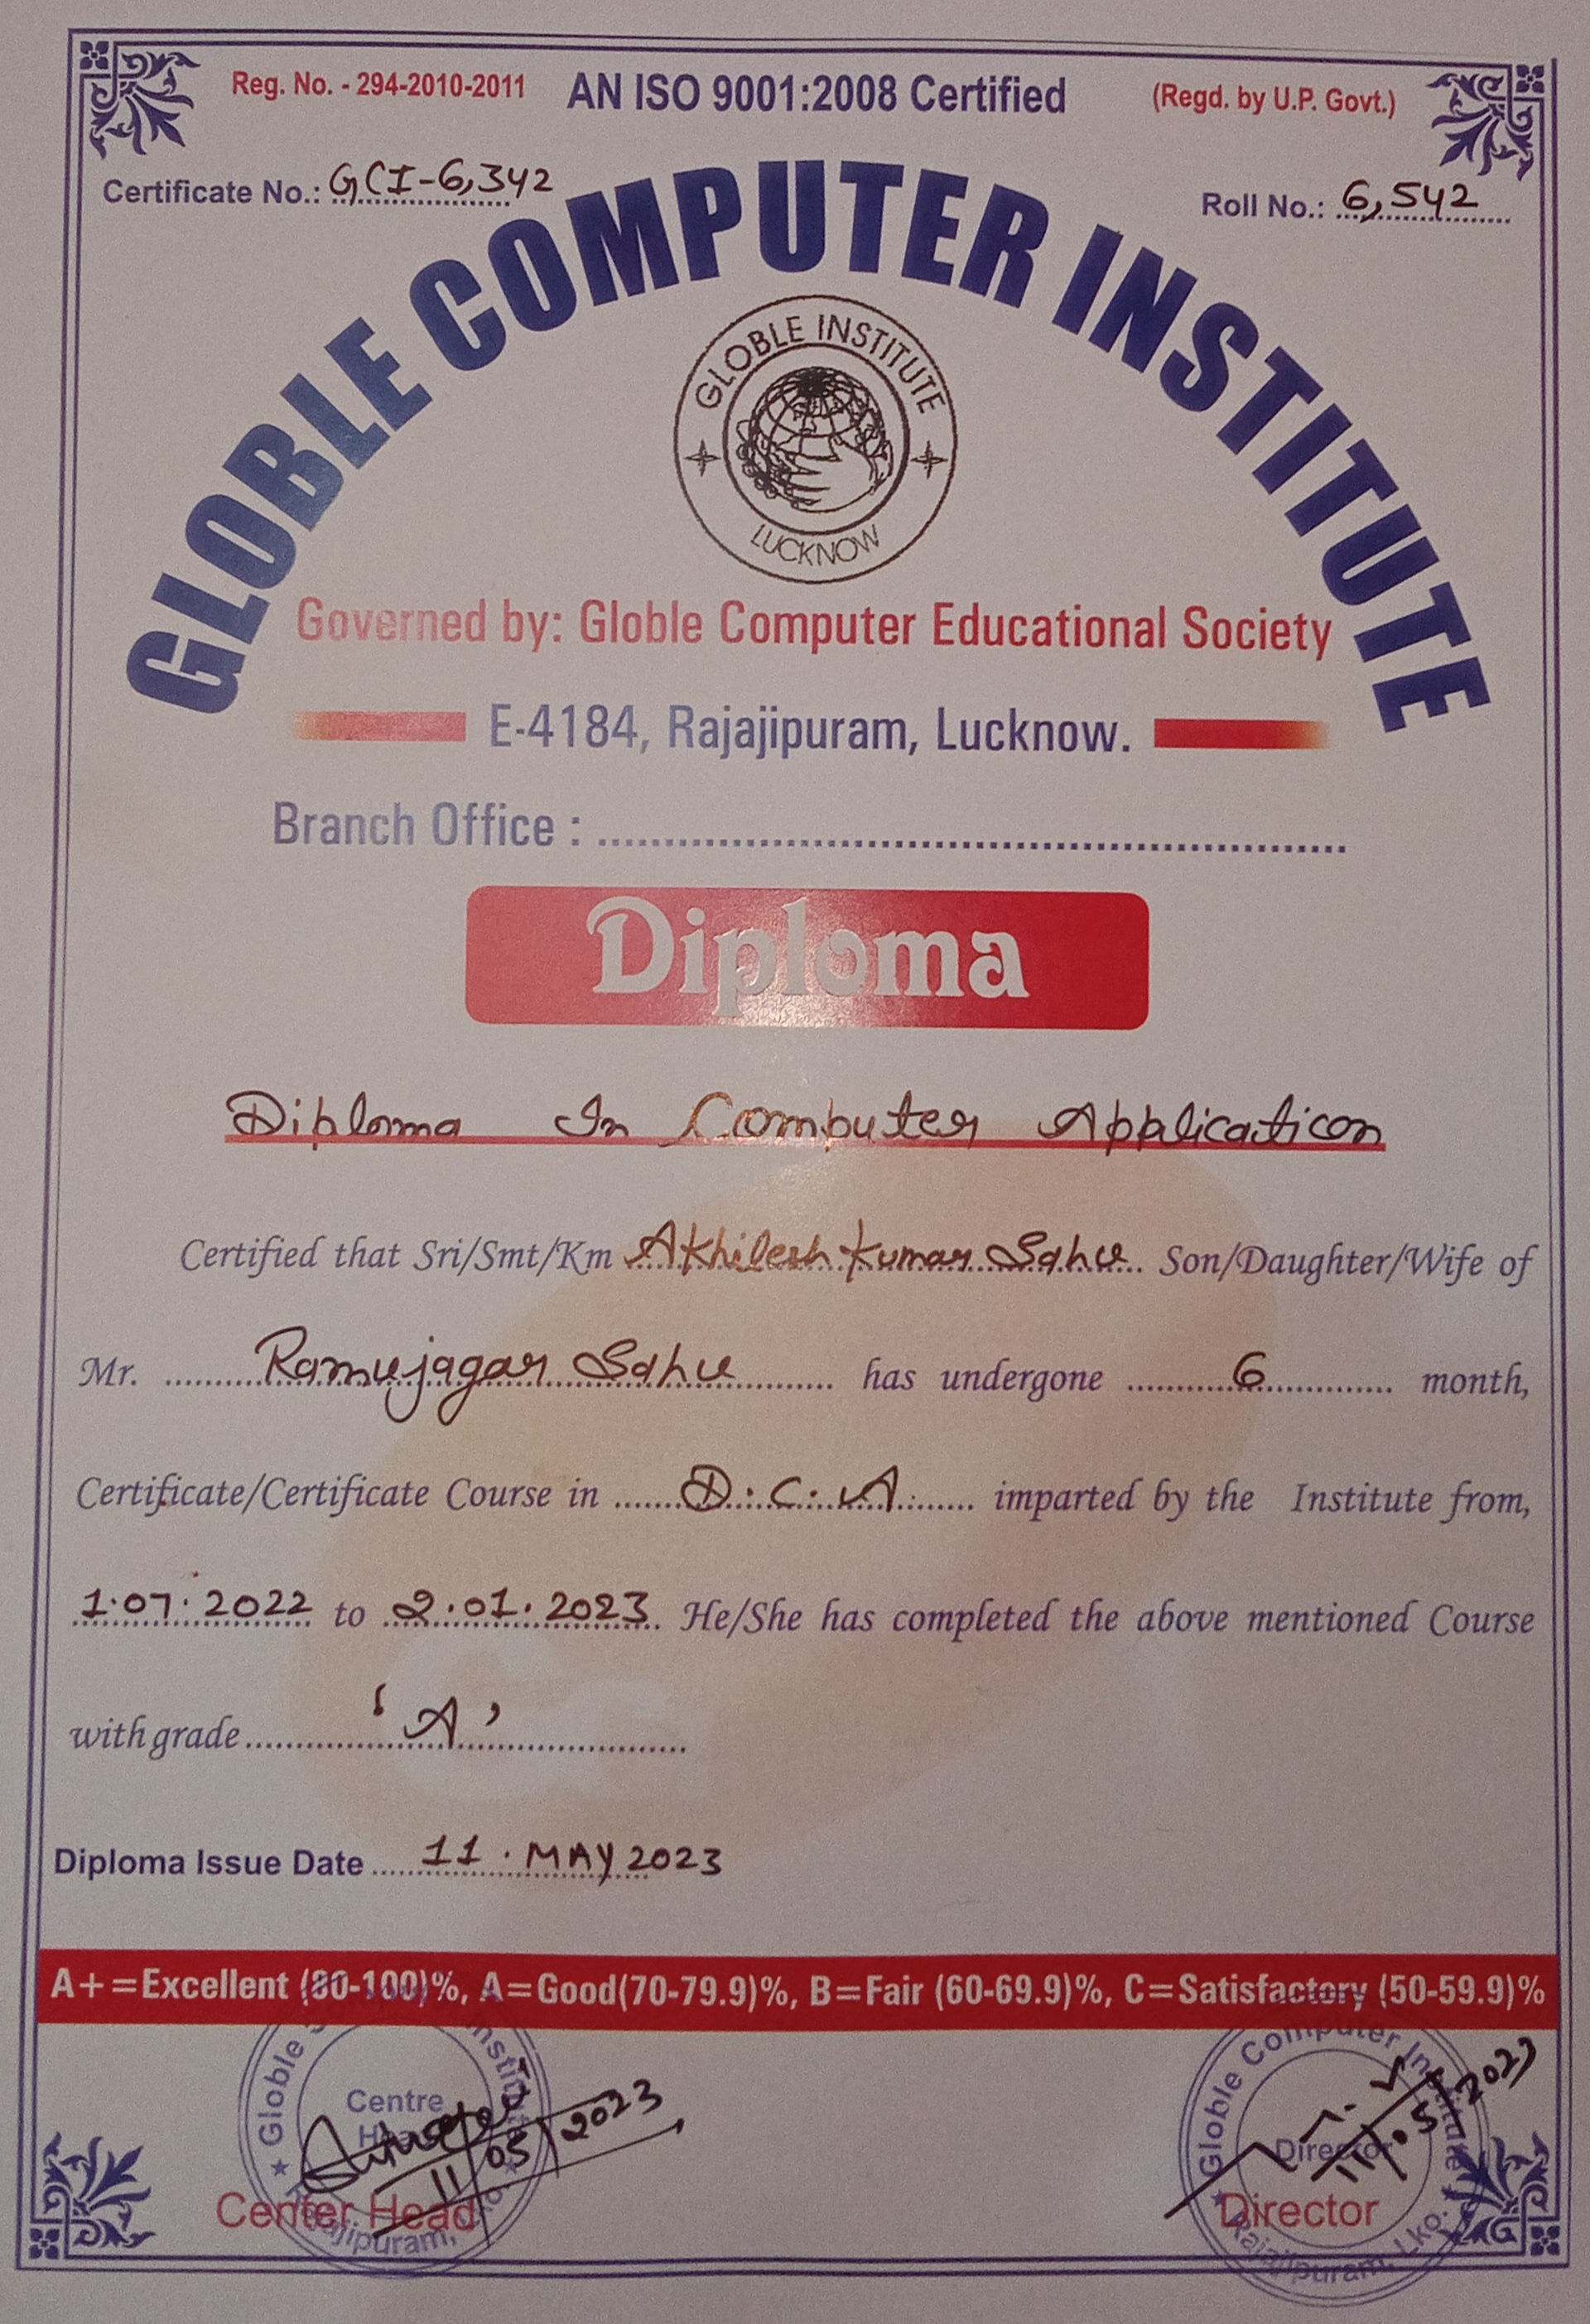 Reg. No. - 294-2010-2011 AN ISO 9001:2008 Certified (Regd. by U.P. Govt.)
Certificate No.: GCI-6,342 Roll No.: 6,542
GLOBLE COMPUTER INSTITUTE
GLOBLE INSTITUTE
LUCKNOW
Governed by: Globle Computer Educational Society
E-4184, Rajajipuram, Lucknow.
Branch Office : ..........
Diploma
Diploma In Computer Application
Certified that Sri/Smt/Km Akhilesh Kumar Sahu Son/Daughter/Wife of
Mr. Ramujagar Sahu has undergone 6 month,
Certificate/Certificate Course in D.C.A. imparted by the Institute from,
1.07.2022 to 2.01.2023 He/She has completed the above mentioned Course
with grade 'A'
Diploma Issue Date 11. MAY 2023
A+=Excellent (80-100)%, A=Good(70-79.9)%, B=Fair (60-69.9)%, C=Satisfactory (50-59.9)%
Globle Institute Globle Computer Institute
Centre Head Director
11/05/2023 11/05/2023
Center Head Director
Rajajipuram, Lko. Rajajipuram, Lko.